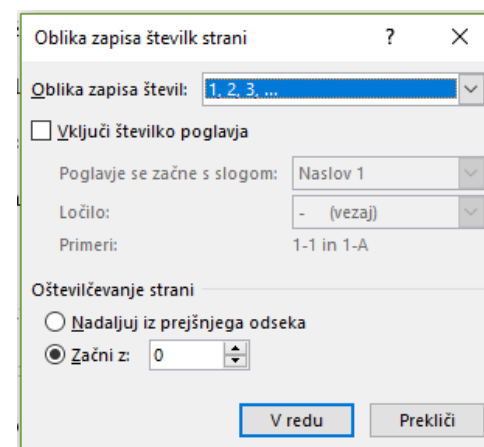 Oblika zapisa številk strani ? ×
Oblika zapisa števil: 1, 2, 3, ...
Vključi številko poglavja
Poglavje se začne s slogom: Naslov 1
Ločilo: - (vezaj)
Primeri: 1-1 in 1-A
Oštevilčevanje strani
Nadaljuj iz prejšnjega odseka
Začni z: 0
V redu Prekliči